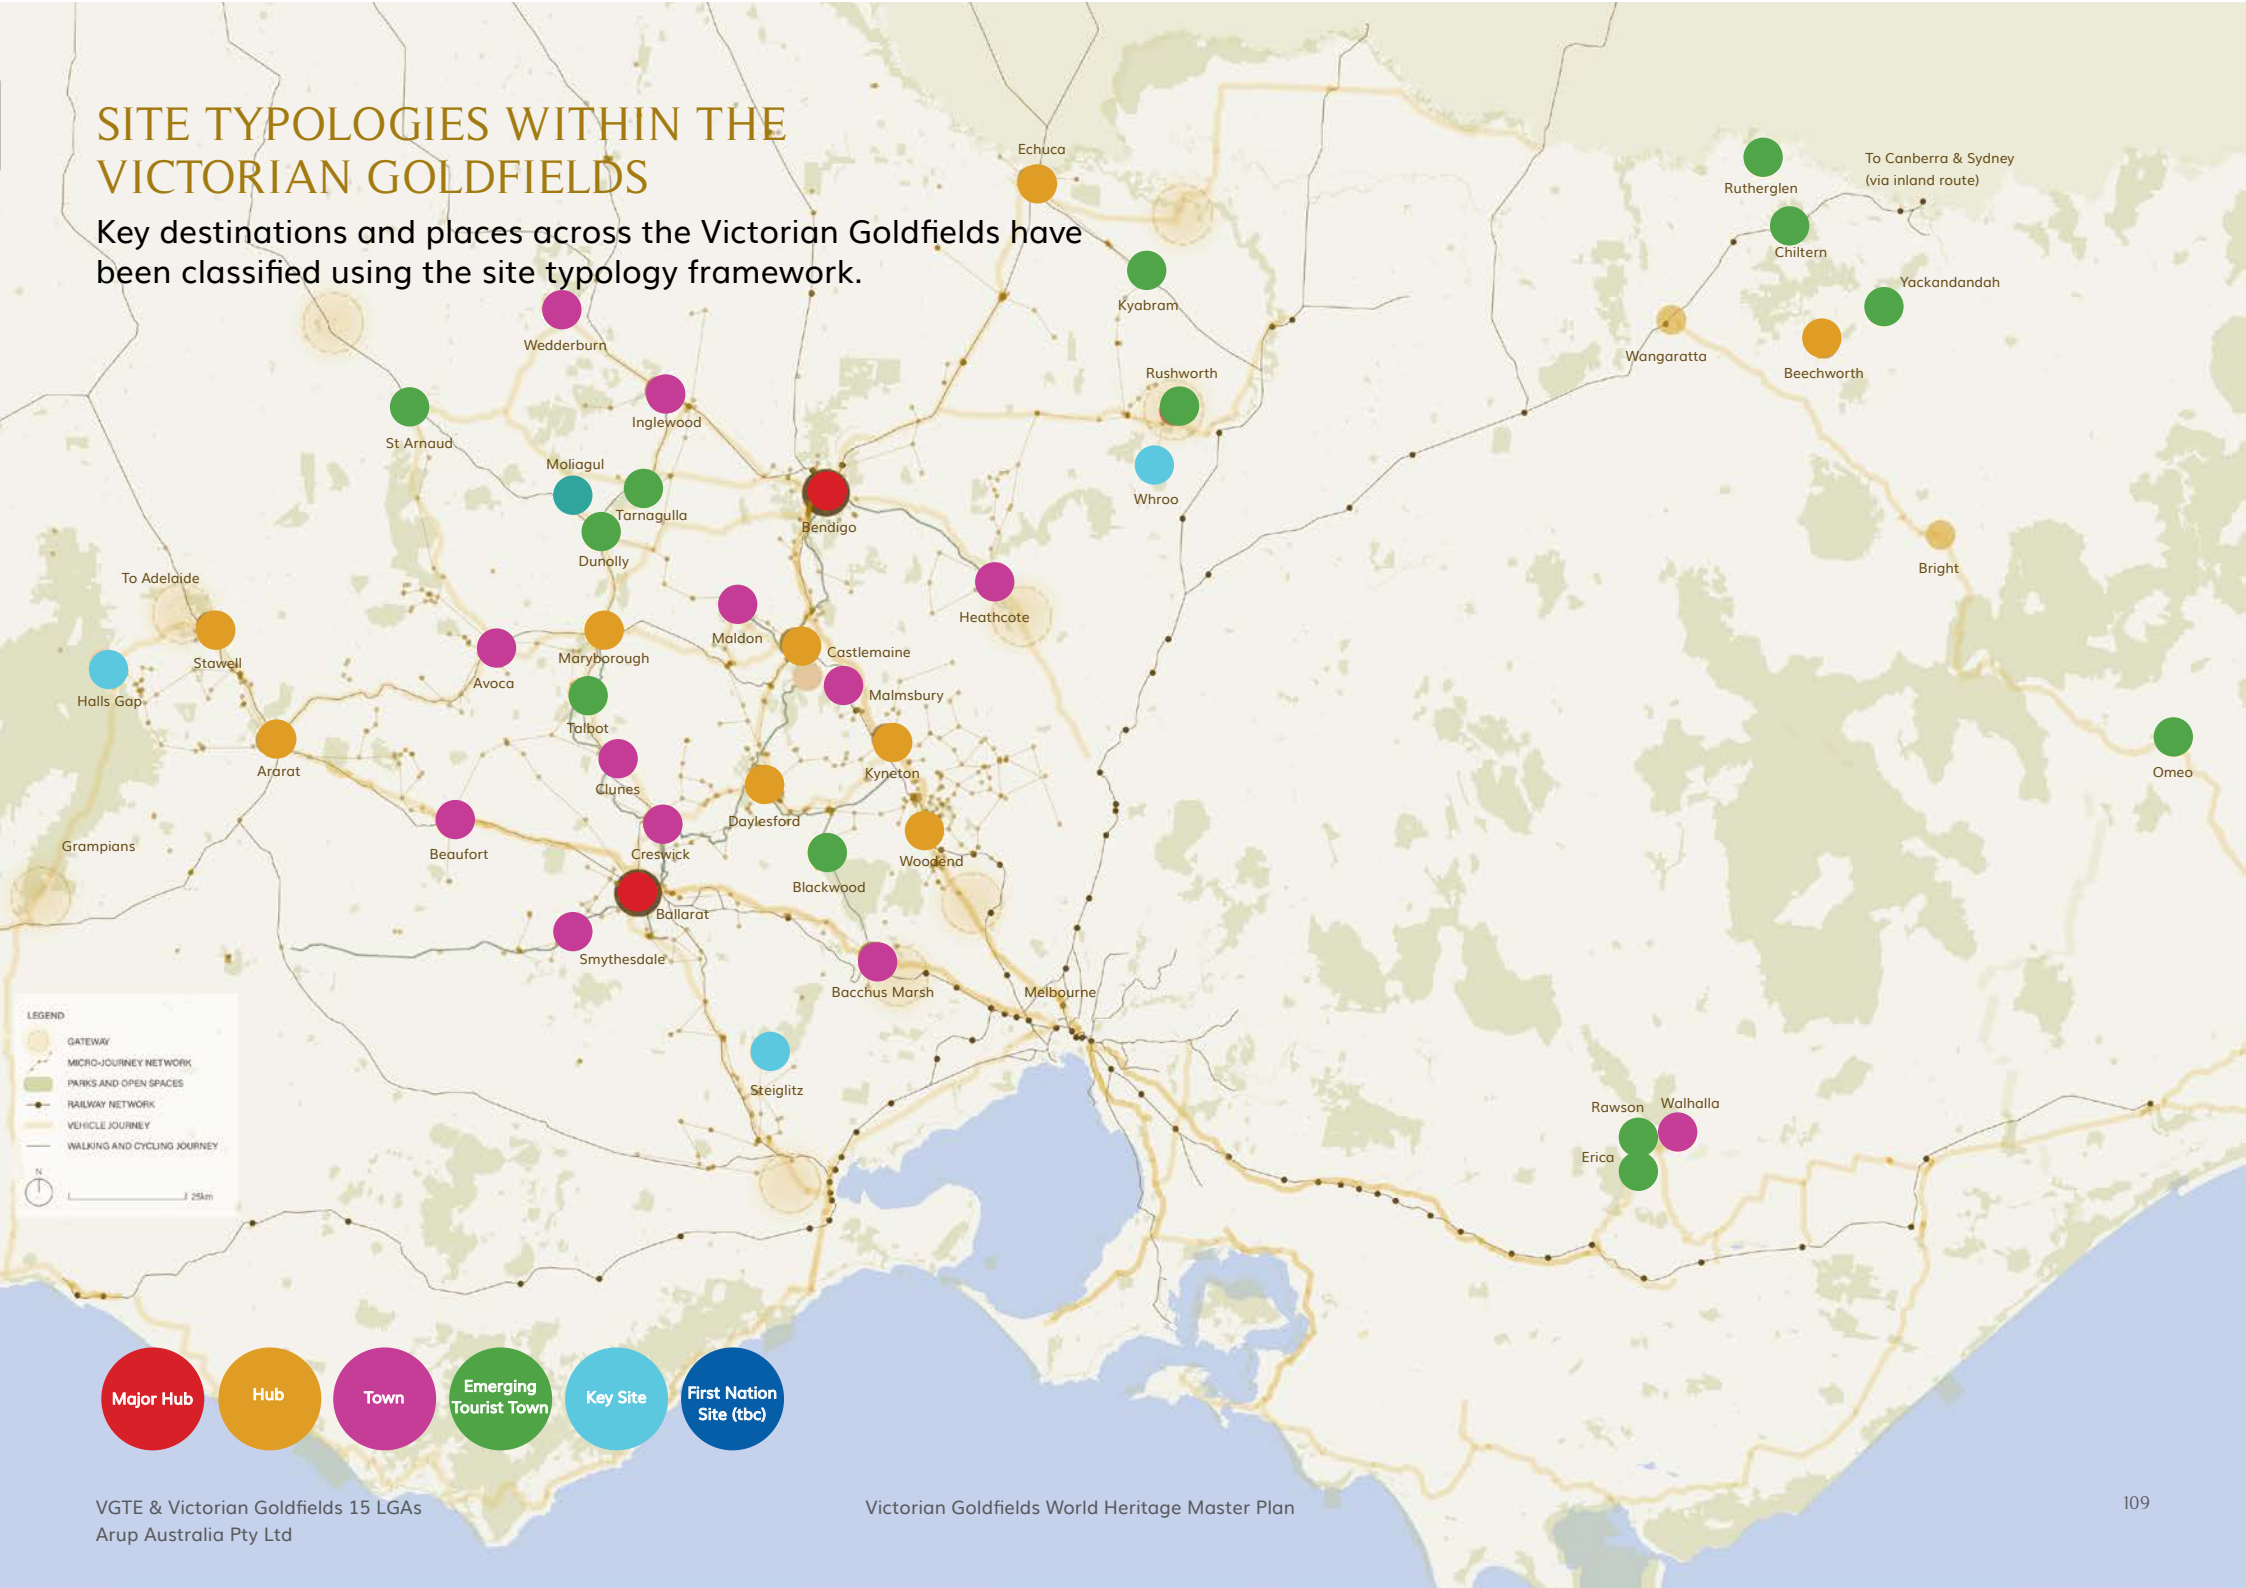 SITE TYPOLOGIES WITHIN THE
VICTORIAN GOLDFIELDS
Key destinations and places across the Victorian Goldfields have
been classified using the site typology framework.
Echuca
Rutherglen
To Canberra & Sydney
(via inland route)
Chiltern
Yackandandah
Kyabram
Wedderburn
Wangaratta
Beechworth
Rushworth
Inglewood
St Arnaud
Moliagul
Tarnagulla
Whroo
Bendigo
Dunolly
Bright
To Adelaide
Heathcote
Maldon
Stawell
Maryborough
Castlemaine
Avoca
Halls Gap
Malmsbury
Talbot
Ararat
Kyneton
Omeo
Clunes
Daylesford
Grampians
Beaufort
Creswick
Woodend
Blackwood
Ballarat
Smythesdale
Bacchus Marsh
Melbourne
Steiglitz
Rawson
Walhalla
Erica
LEGEND
GATEWAY
MICRO-JOURNEY NETWORK
PARKS AND OPEN SPACES
RAILWAY NETWORK
VEHICLE JOURNEY
WALKING AND CYCLING JOURNEY
N
25km
Major Hub
Hub
Town
Emerging
Tourist Town
Key Site
First Nation
Site (tbc)
VGTE & Victorian Goldfields 15 LGAs
Arup Australia Pty Ltd
Victorian Goldfields World Heritage Master Plan
109